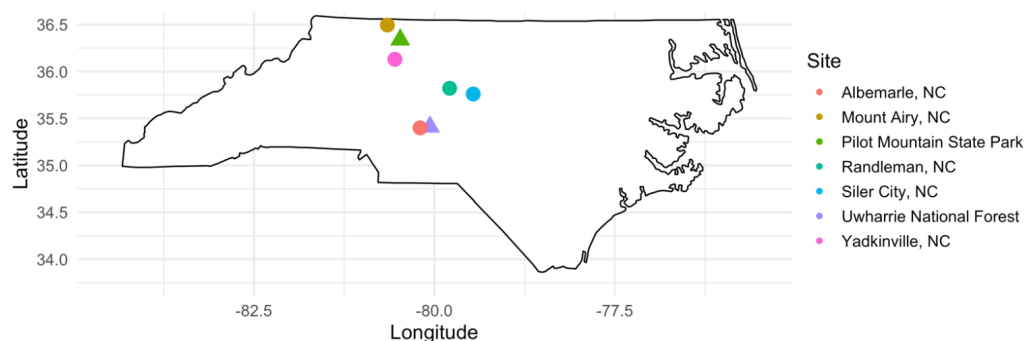 36.5
36.0
35.5
35.0
34.5
34.0
Latitude
-82.5
-80.0
-77.5
Longitude
Site
Albemarle, NC
Mount Airy, NC
Pilot Mountain State Park
Randleman, NC
Siler City, NC
Uwharrie National Forest
Yadkinville, NC